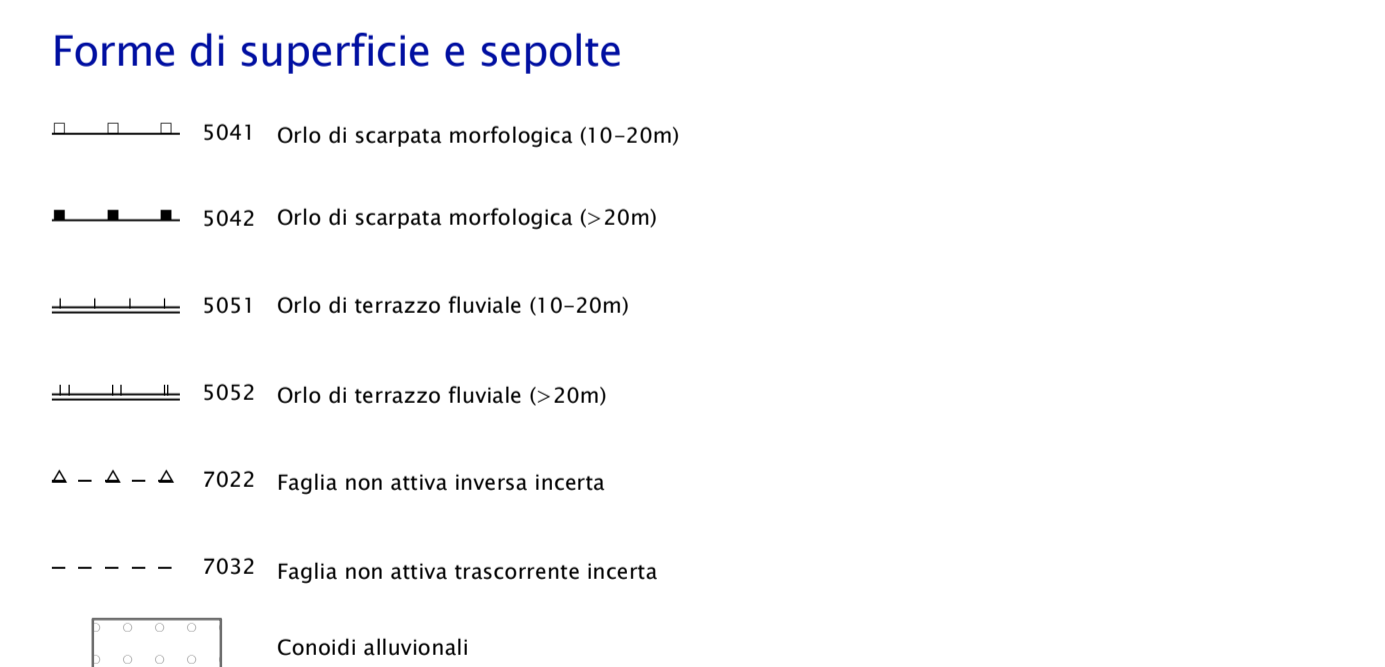 Forme di superficie e sepolte
5041 Orlo di scarpata morfologica (10-20m)
5042 Orlo di scarpata morfologica (>20m)
5051 Orlo di terrazzo fluviale (10-20m)
5052 Orlo di terrazzo fluviale (>20m)
7022 Faglia non attiva inversa incerta
7032 Faglia non attiva trascorrente incerta
Conoidi alluvionali